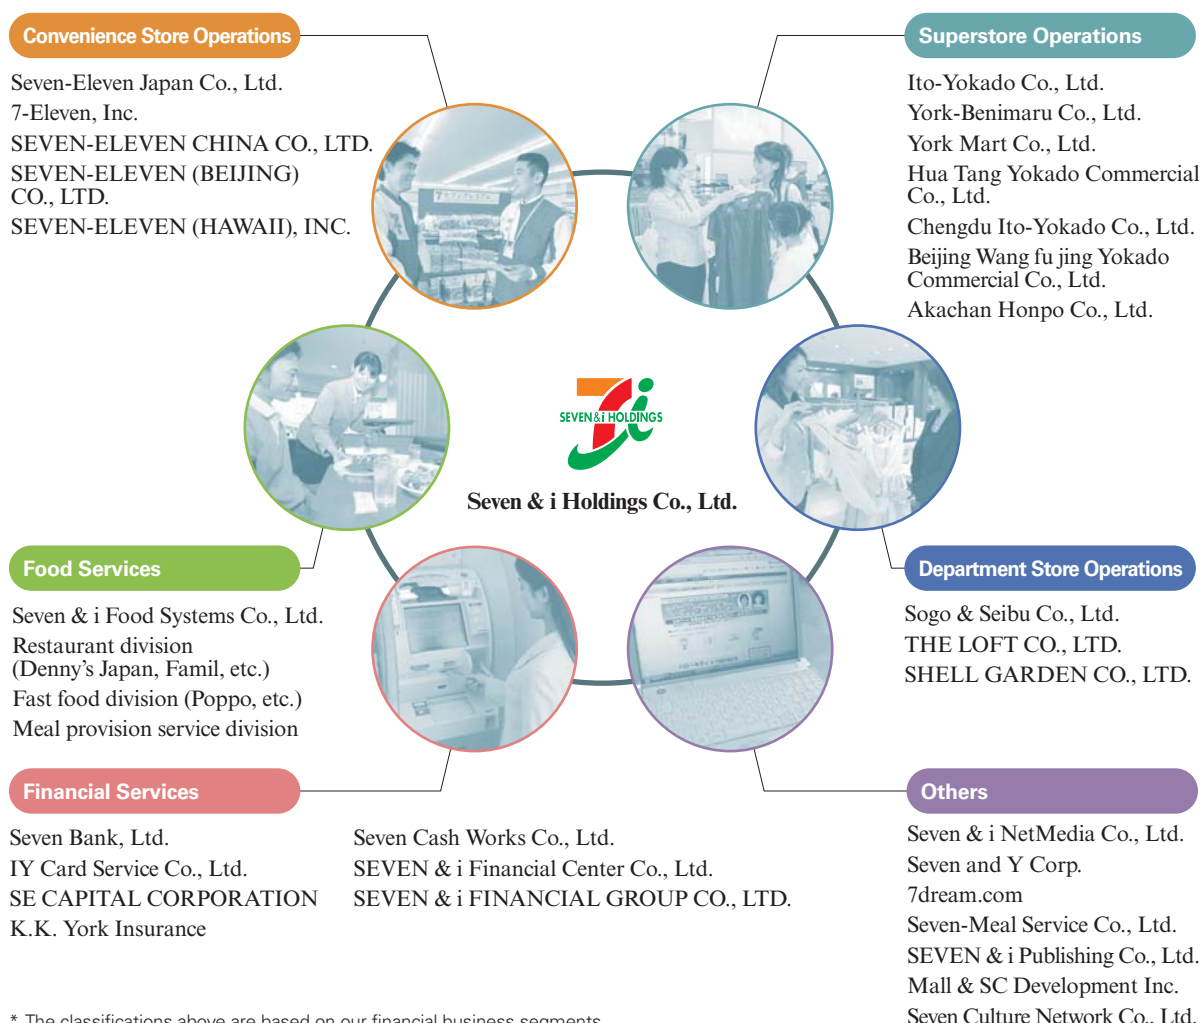 Convenience Store Operations
Seven-Eleven Japan Co., Ltd.
7-Eleven, Inc.
SEVEN-ELEVEN CHINA CO., LTD.
SEVEN-ELEVEN (BEIJING)
CO., LTD.
SEVEN-ELEVEN (HAWAII), INC.
Superstore Operations
Ito-Yokado Co., Ltd.
York-Benimaru Co., Ltd.
York Mart Co., Ltd.
Hua Tang Yokado Commercial
Co., Ltd.
Chengdu Ito-Yokado Co., Ltd.
Beijing Wang fu jing Yokado
Commercial Co., Ltd.
Akachan Honpo Co., Ltd.
SEVEN & i HOLDINGS
Seven & i Holdings Co., Ltd.
Food Services
Seven & i Food Systems Co., Ltd.
Restaurant division
(Denny's Japan, Famil, etc.)
Fast food division (Poppo, etc.)
Meal provision service division
Department Store Operations
Sogo & Seibu Co., Ltd.
THE LOFT CO., LTD.
SHELL GARDEN CO., LTD.
Financial Services
Seven Bank, Ltd.
IY Card Service Co., Ltd.
SE CAPITAL CORPORATION
K.K. York Insurance
Seven Cash Works Co., Ltd.
SEVEN & i Financial Center Co., Ltd.
SEVEN & i FINANCIAL GROUP CO., LTD.
Others
Seven & i NetMedia Co., Ltd.
Seven and Y Corp.
7dream.com
Seven-Meal Service Co., Ltd.
SEVEN & i Publishing Co., Ltd.
Mall & SC Development Inc.
Seven Culture Network Co., Ltd.
* The classifications above are based on our financial business segments